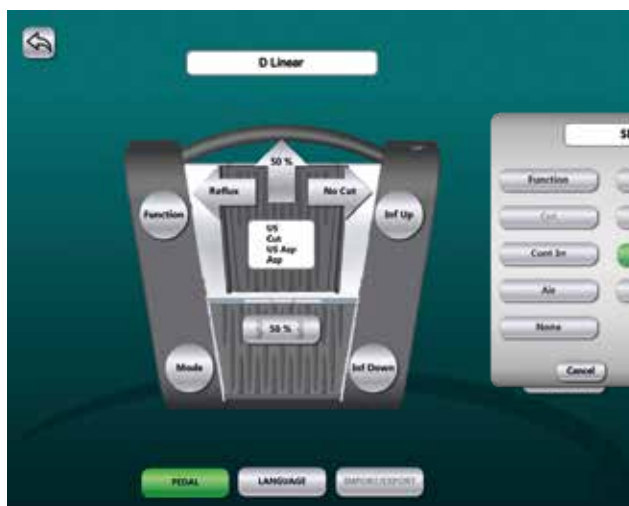 D Linear
50 %
Reflux
No Cut
Function
Inf Up
US
Cut
US Asp
Asp
50 %
Mode
Inf Down
Function
Cut
Cont Irr
Air
None
Cancel
PEDAL
LANGUAGE
IMPORT/EXPORT